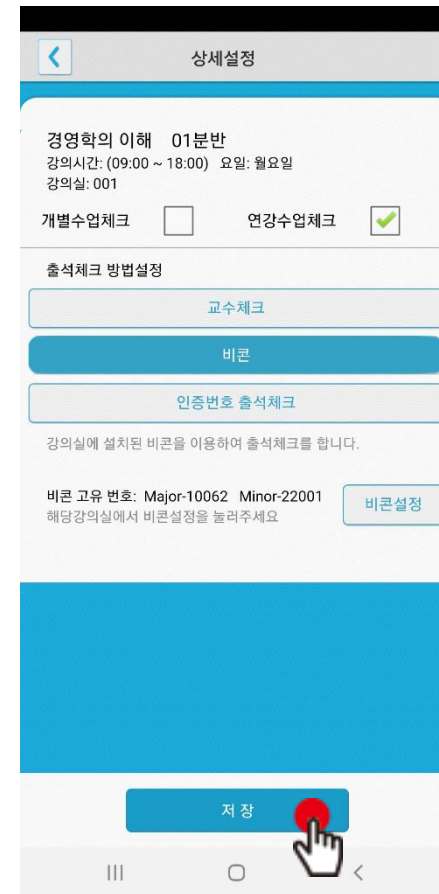 상세설정
경영학의 이해 01분반
강의시간: (09:00 ~ 18:00) 요일: 월요일
강의실: 001
개별수업체크 연강수업체크
출석체크 방법설정
교수체크
비콘
인증번호 출석체크
강의실에 설치된 비콘을 이용하여 출석체크를 합니다.
비콘 고유 번호: Major-10062 Minor-22001
해당강의실에서 비콘설정을 눌러주세요
비콘설정
저 장